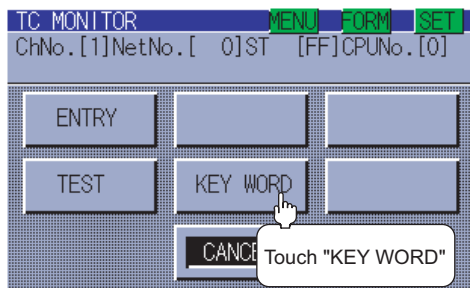 TC MONITOR MENU FORM SET
ChNo.[1]NetNo.[ 0]ST [FF]CPUNo.[0]
ENTRY
TEST KEY WORD
CANCE
Touch "KEY WORD"